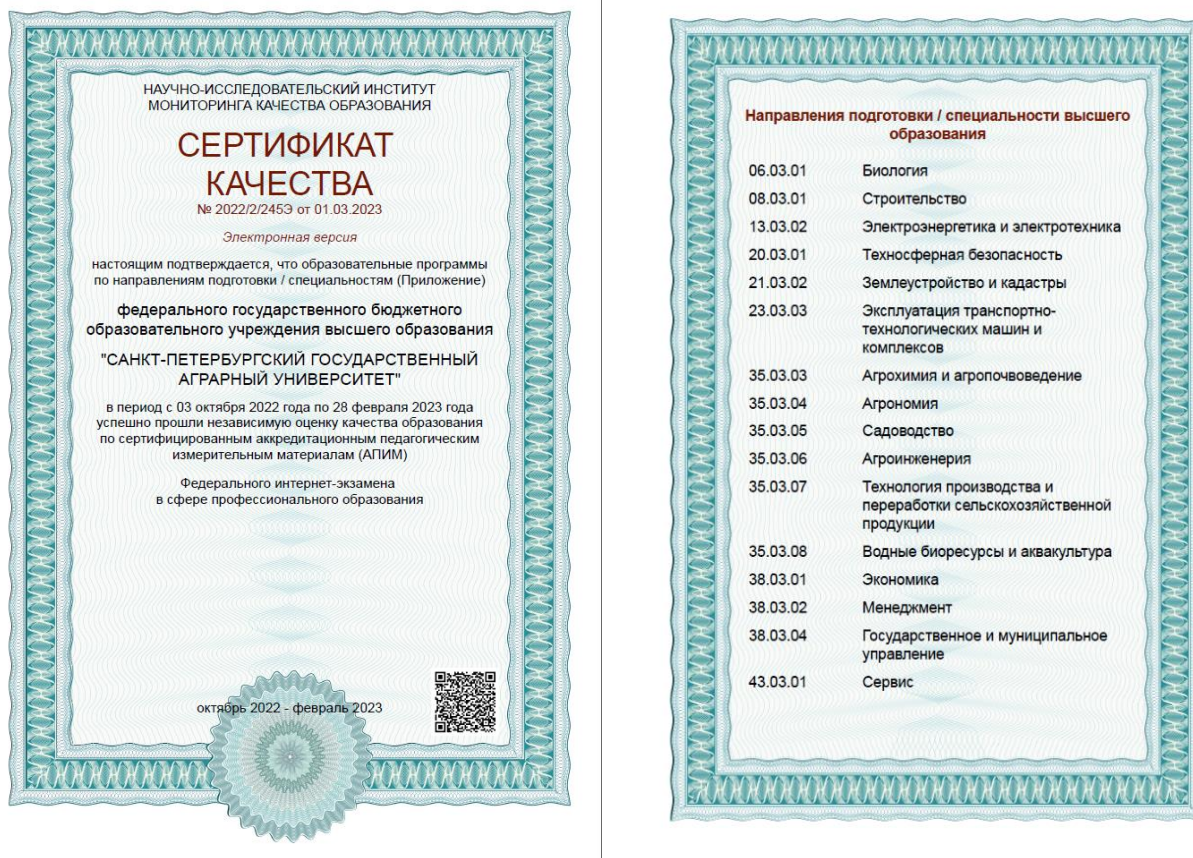 НАУЧНО-ИССЛЕДОВАТЕЛЬСКИЙ ИНСТИТУТ
МОНИТОРИНГА КАЧЕСТВА ОБРАЗОВАНИЯ
СЕРТИФИКАТ
КАЧЕСТВА
№ 2022/2/245Э от 01.03.2023
Электронная версия
настоящим подтверждается, что образовательные программы
по направлениям подготовки / специальностям (Приложение)
федерального государственного бюджетного
образовательного учреждения высшего образования
"САНКТ-ПЕТЕРБУРГСКИЙ ГОСУДАРСТВЕННЫЙ
АГРАРНЫЙ УНИВЕРСИТЕТ"
в период с 03 октября 2022 года по 28 февраля 2023 года
успешно прошли независимую оценку качества образования
по сертифицированным аккредитационным педагогическим
измерительным материалам (АПИМ)
Федерального интернет-экзамена
в сфере профессионального образования
октябрь 2022 - февраль 2023
Направления подготовки / специальности высшего
образования
06.03.01 Биология
08.03.01 Строительство
13.03.02 Электроэнергетика и электротехника
20.03.01 Техносферная безопасность
21.03.02 Землеустройство и кадастры
23.03.03 Эксплуатация транспортно-
технологических машин и
комплексов
35.03.03 Агрохимия и агропочвоведение
35.03.04 Агрономия
35.03.05 Садоводство
35.03.06 Агроинженерия
35.03.07 Технология производства и
переработки сельскохозяйственной
продукции
35.03.08 Водные биоресурсы и аквакультура
38.03.01 Экономика
38.03.02 Менеджмент
38.03.04 Государственное и муниципальное
управление
43.03.01 Сервис